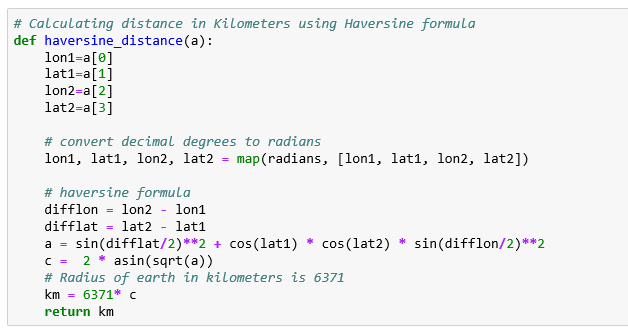 # Calculating distance in Kilometers using Haversine formula
def haversine_distance(a):
    lon1=a[0]
    lat1=a[1]
    lon2=a[2]
    lat2=a[3]

    # convert decimal degrees to radians
    lon1, lat1, lon2, lat2 = map(radians, [lon1, lat1, lon2, lat2])

    # haversine formula
    difflon = lon2 - lon1
    difflat = lat2 - lat1
    a = sin(difflat/2)**2 + cos(lat1) * cos(lat2) * sin(difflon/2)**2
    c =  2 * asin(sqrt(a))
    # Radius of earth in kilometers is 6371
    km = 6371* c
    return km